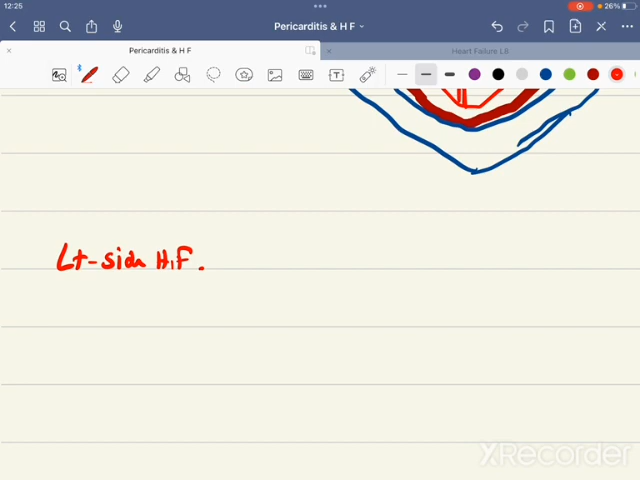 12:25
26%
Pericarditis & H F
Pericarditis & H F
Heart Failure L8
Lt-side H,F.
XRecorder